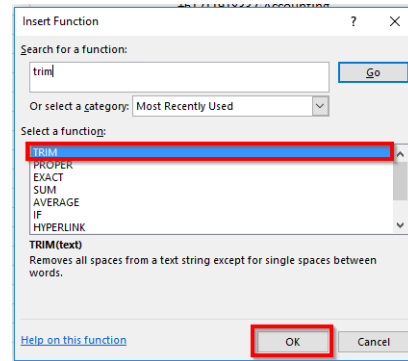 Insert Function ? ×
Search for a function:
trim
Go
Or select a category: Most Recently Used
Select a function:
TRIM
PROPER
EXACT
SUM
AVERAGE
IF
HYPERLINK
TRIM(text)
Removes all spaces from a text string except for single spaces between
words.
Help on this function
OK
Cancel